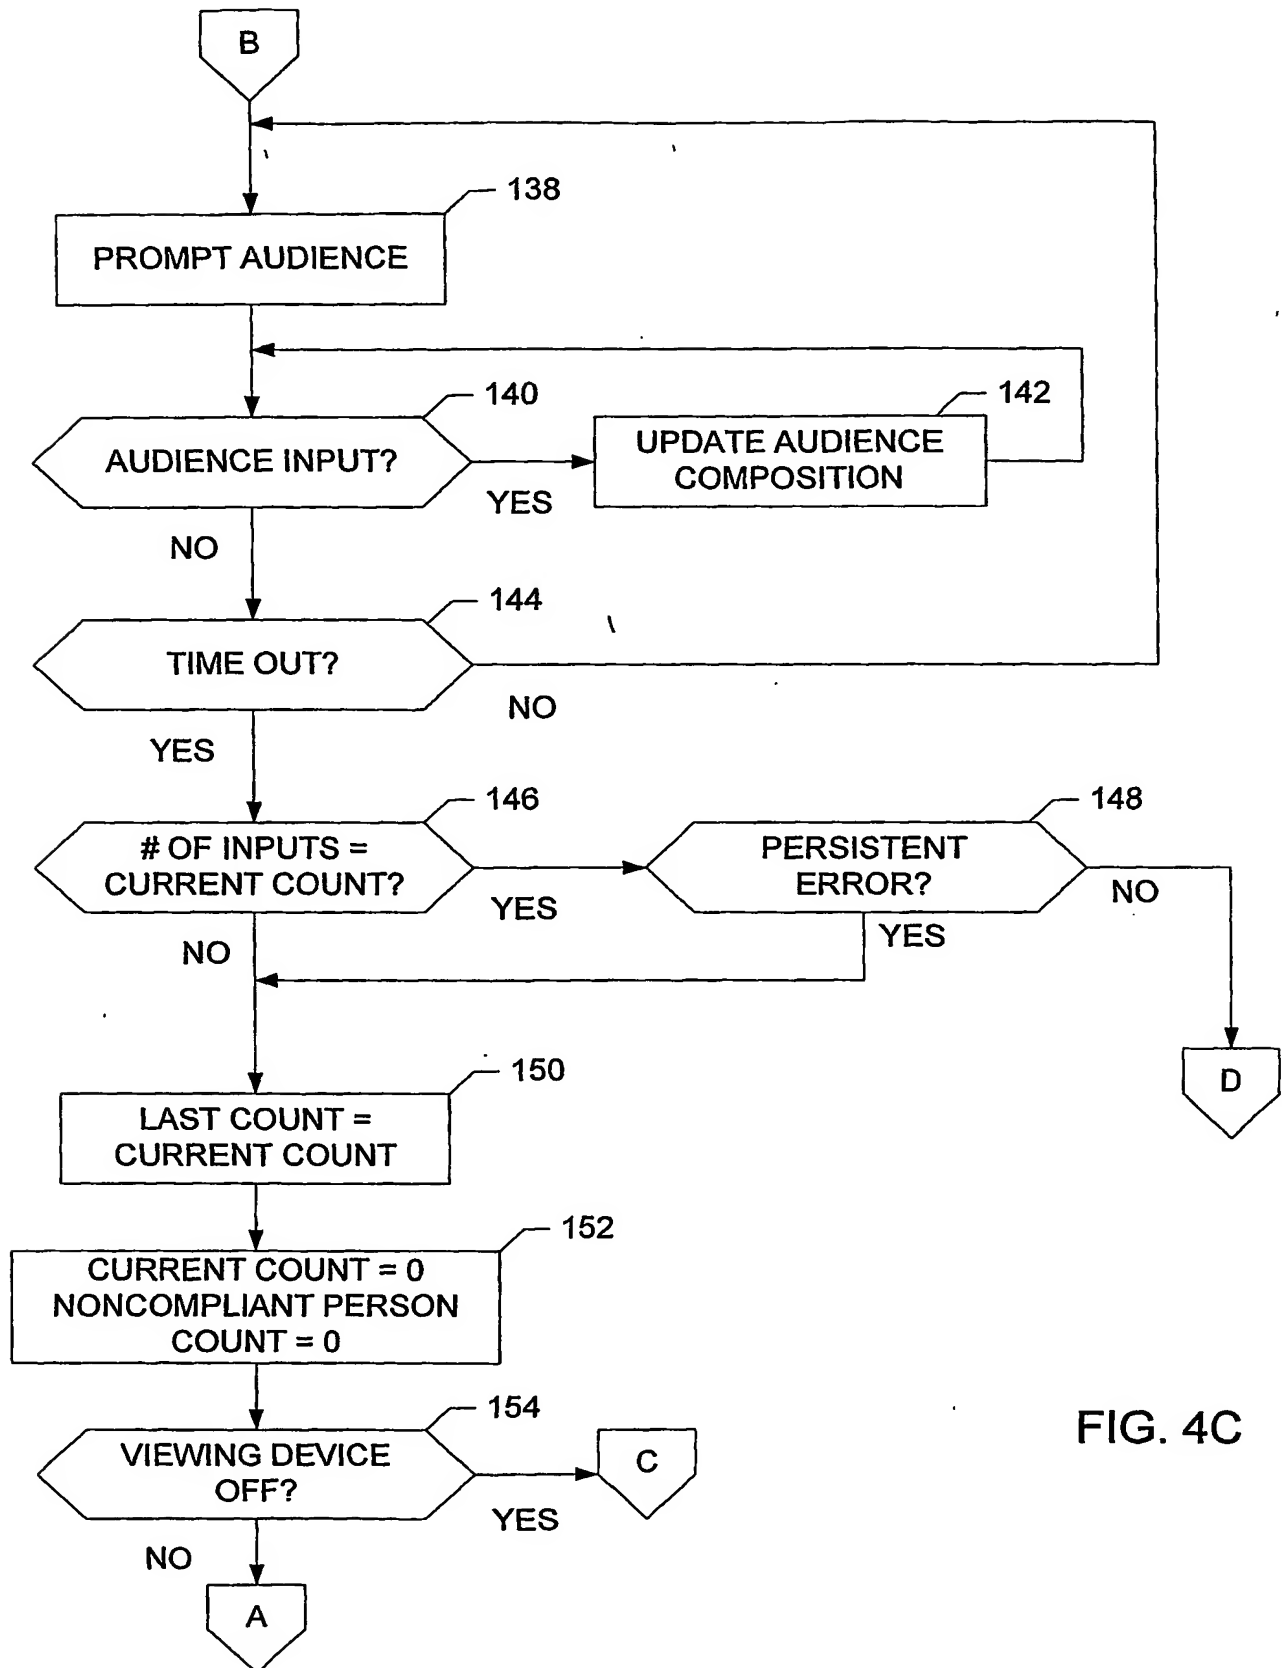 B
138
PROMPT AUDIENCE
140
142
AUDIENCE INPUT?
UPDATE AUDIENCE
COMPOSITION
YES
NO
144
TIME OUT?
NO
YES
146
148
# OF INPUTS =
CURRENT COUNT?
PERSISTENT
ERROR?
YES
NO
NO
YES
D
150
LAST COUNT =
CURRENT COUNT
152
CURRENT COUNT = 0
NONCOMPLIANT PERSON
COUNT = 0
154
VIEWING DEVICE
OFF?
C
YES
NO
A
FIG. 4C